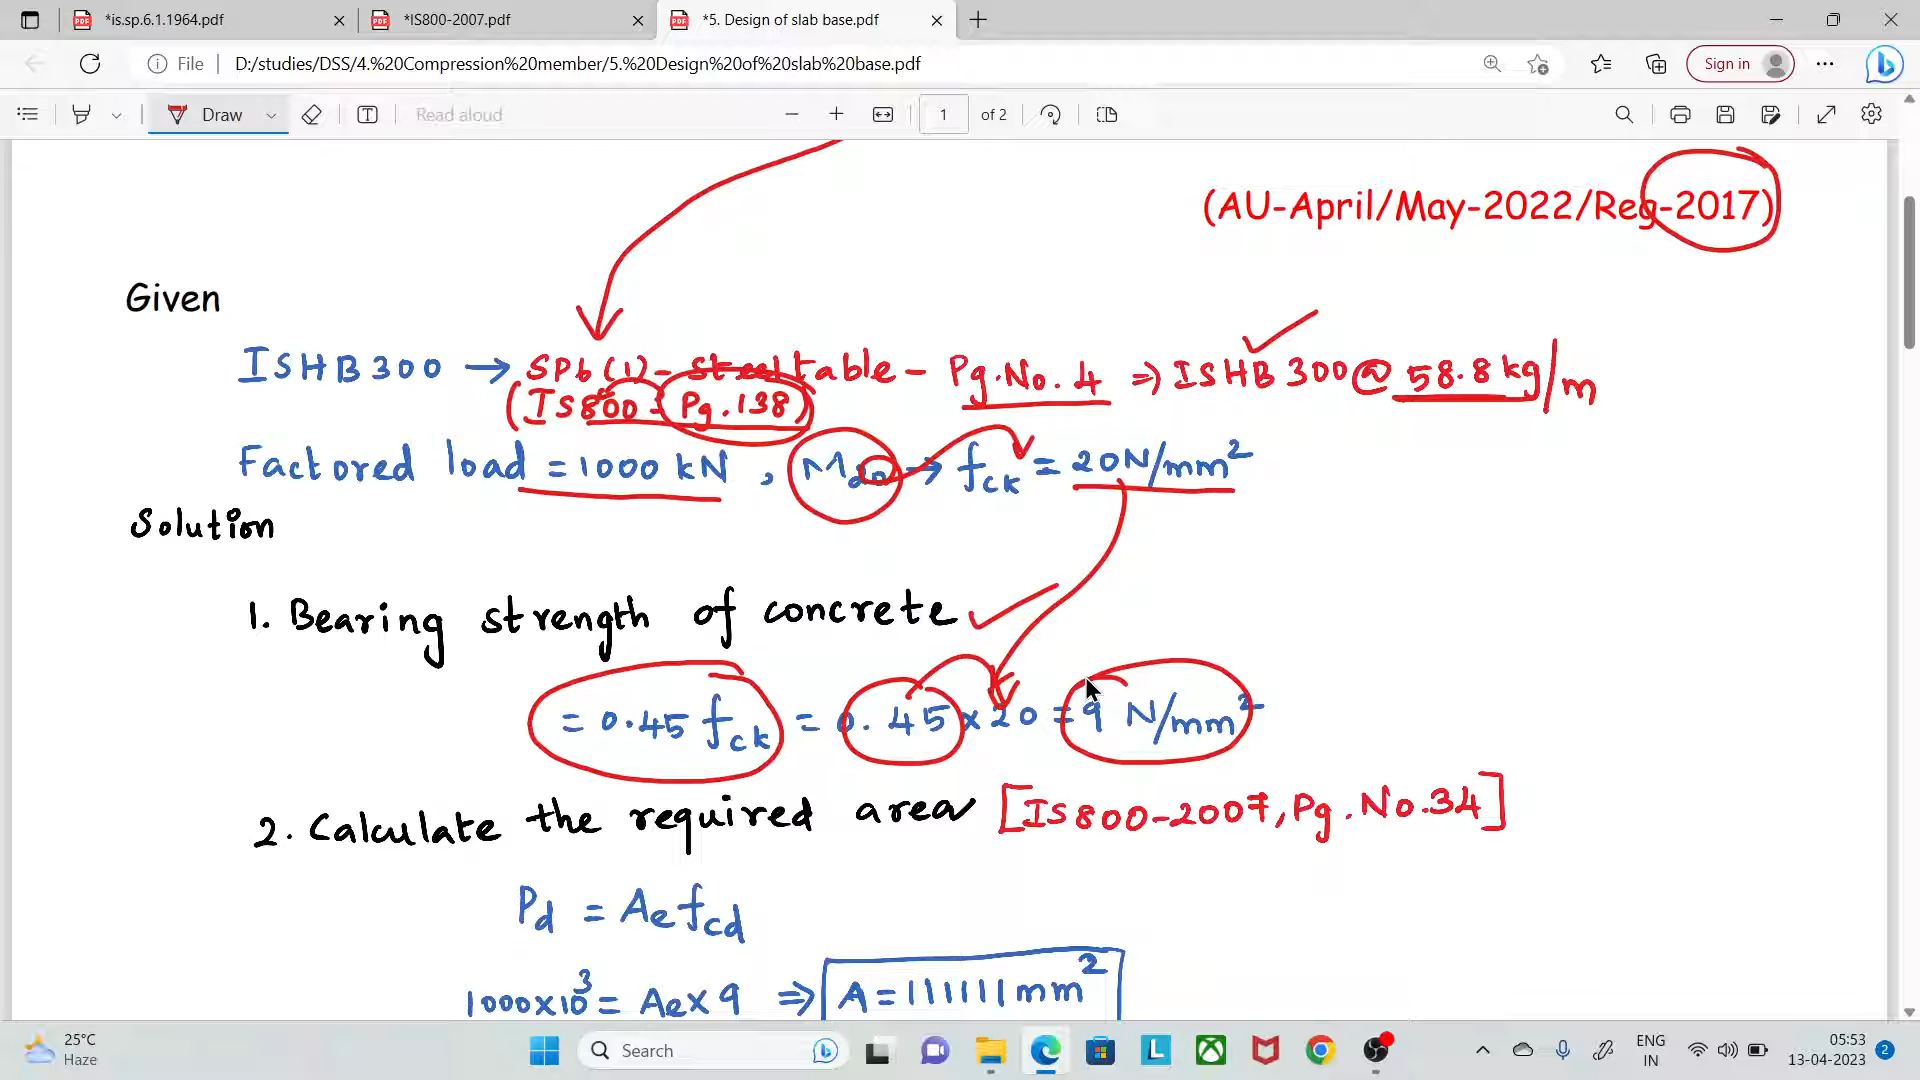 *is.sp.6.1.1964.pdf
*IS800-2007.pdf
*5. Design of slab base.pdf
File
D:/studies/DSS/4.%20Compression%20member/5.%20Design%20of%20slab%20base.pdf
Sign in
Draw
Read aloud
1 of 2
(AU-April/May-2022/Reg-2017)
Given
ISHB 300 → SP6(1) - Steel table - Pg.No.4 ⇒ ISHB 300 @ 58.8 kg/m
(IS800 - Pg.138)
Factored load = 1000 kN , M20 → fck = 20N/mm²
Solution
1. Bearing strength of concrete
= 0.45 fck = 0.45 x 20 = 9 N/mm²
2. Calculate the required area [IS800-2007, Pg.No.34]
Pd = Ae fcd
1000x10³ = Ae x 9 ⇒ A = 111111 mm²
25°C
Haze
Search
ENG
IN
05:53
13-04-2023
2